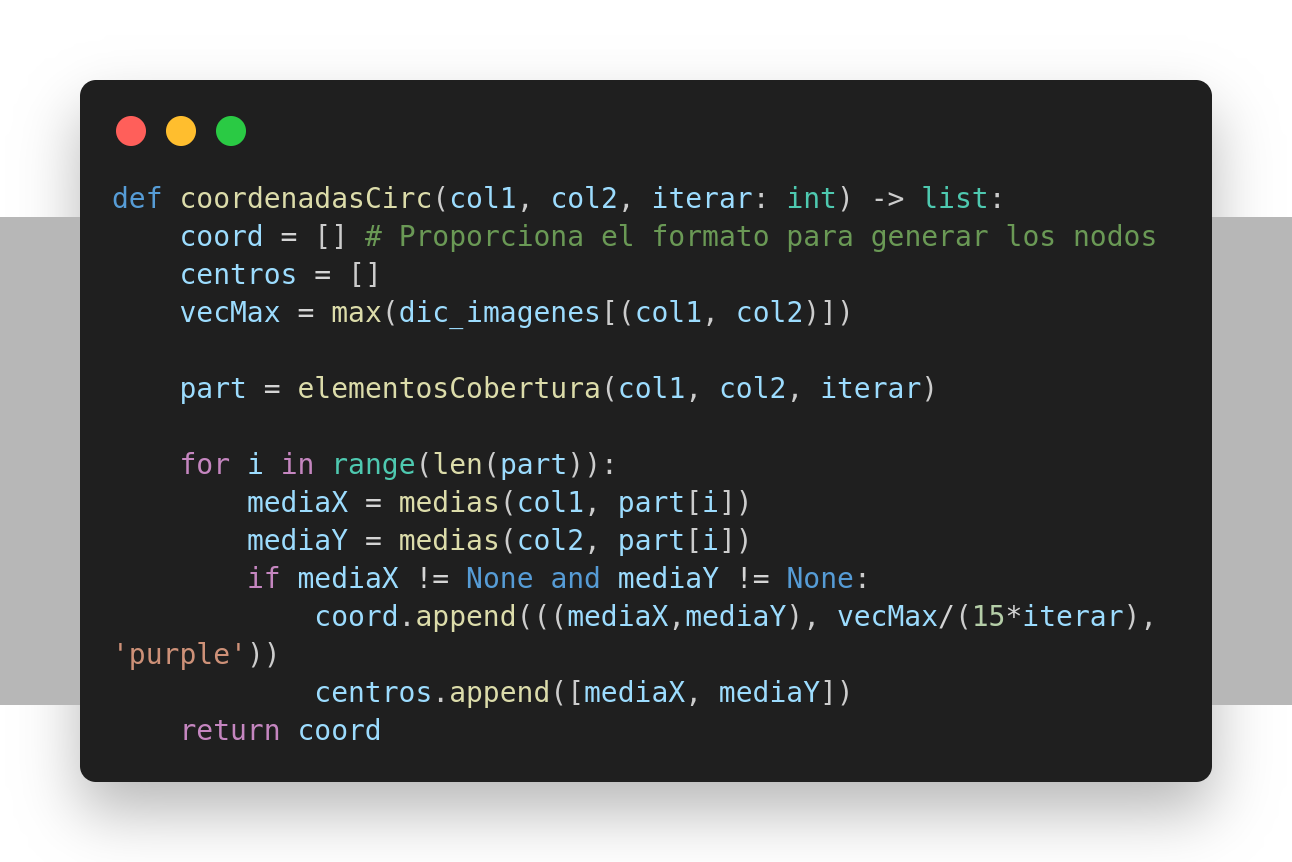 def coordenadasCirc(col1, col2, iterar: int) -> list:
    coord = [] # Proporciona el formato para generar los nodos
    centros = []
    vecMax = max(dic_imagenes[(col1, col2)])

    part = elementosCobertura(col1, col2, iterar)

    for i in range(len(part)):
        mediaX = medias(col1, part[i])
        mediaY = medias(col2, part[i])
        if mediaX != None and mediaY != None:
            coord.append(((mediaX,mediaY), vecMax/(15*iterar),
'purple'))
            centros.append([mediaX, mediaY])
    return coord